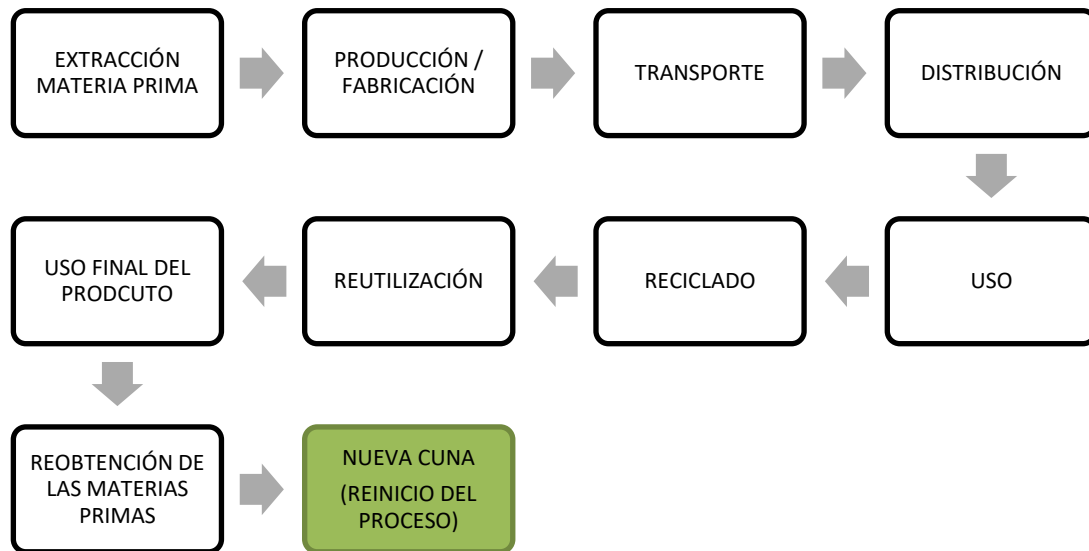 EXTRACCIÓN
MATERIA PRIMA
PRODUCCIÓN /
FABRICACIÓN
TRANSPORTE
DISTRIBUCIÓN
USO
RECICLADO
REUTILIZACIÓN
USO FINAL DEL
PRODCUTO
REOBTENCIÓN DE
LAS MATERIAS
PRIMAS
NUEVA CUNA
(REINICIO DEL
PROCESO)